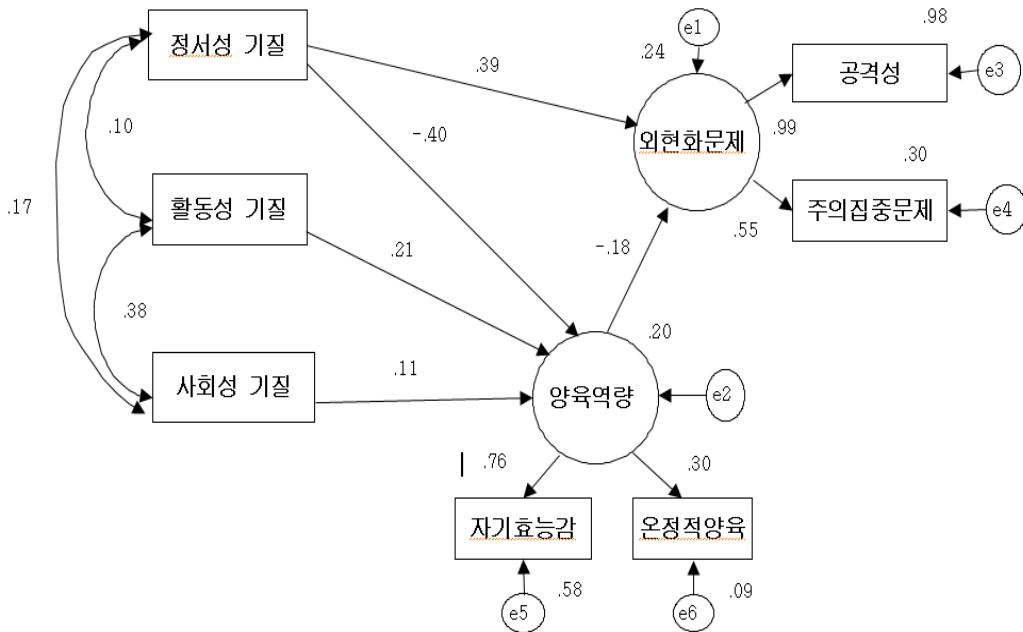 e1
.98
정서성 기질
.24
공격성
e3
.39
.10
-.40
외현화문제
.99
.30
.17
활동성 기질
주의집중문제
e4
.21
-.18
.55
.38
.20
사회성 기질
.11
양육역량
e2
.76
.30
자기효능감
온정적양육
.58
.09
e5
e6